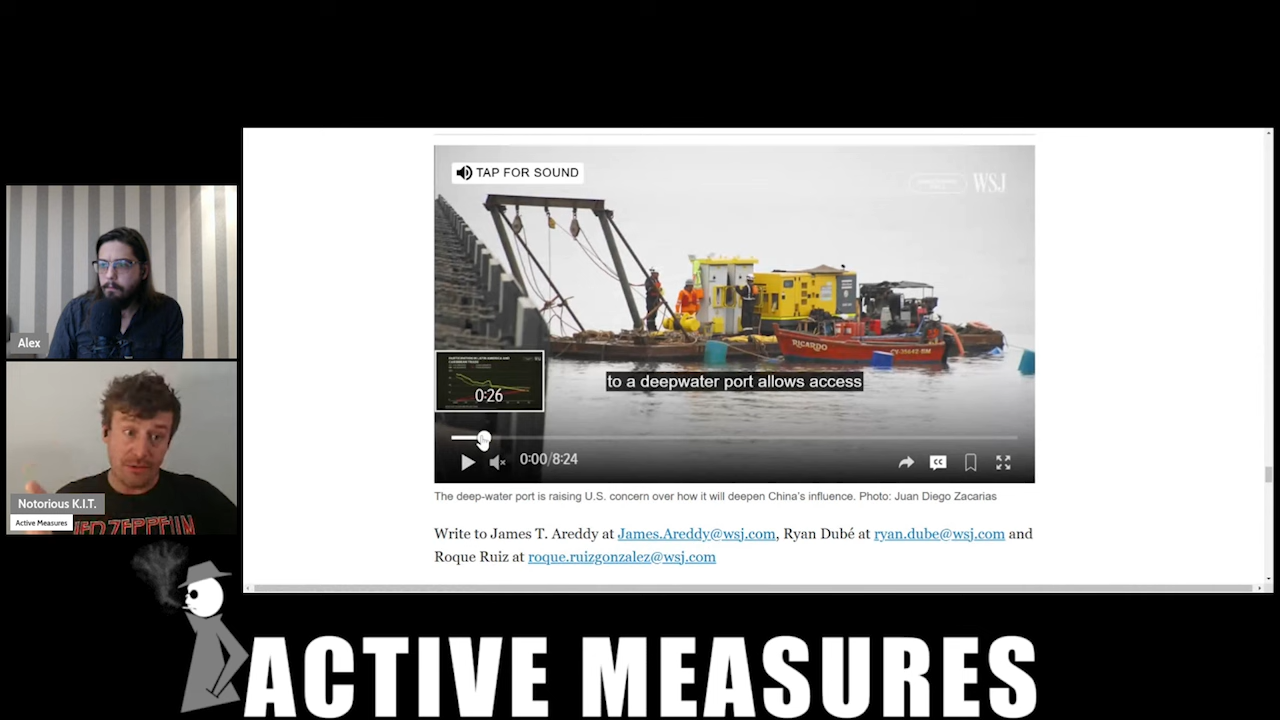 TAP FOR SOUND
WSJ
RICARDO
0:26
to a deepwater port allows access
0:00/8:24
CC
The deep-water port is raising U.S. concern over how it will deepen China's influence. Photo: Juan Diego Zacarias
Write to James T. Areddy at James.Areddy@wsj.com, Ryan Dubé at ryan.dube@wsj.com and
Roque Ruiz at roque.ruizgonzalez@wsj.com
Alex
Notorious K.I.T.
Active Measures
LED ZEPPELIN
ACTIVE MEASURES